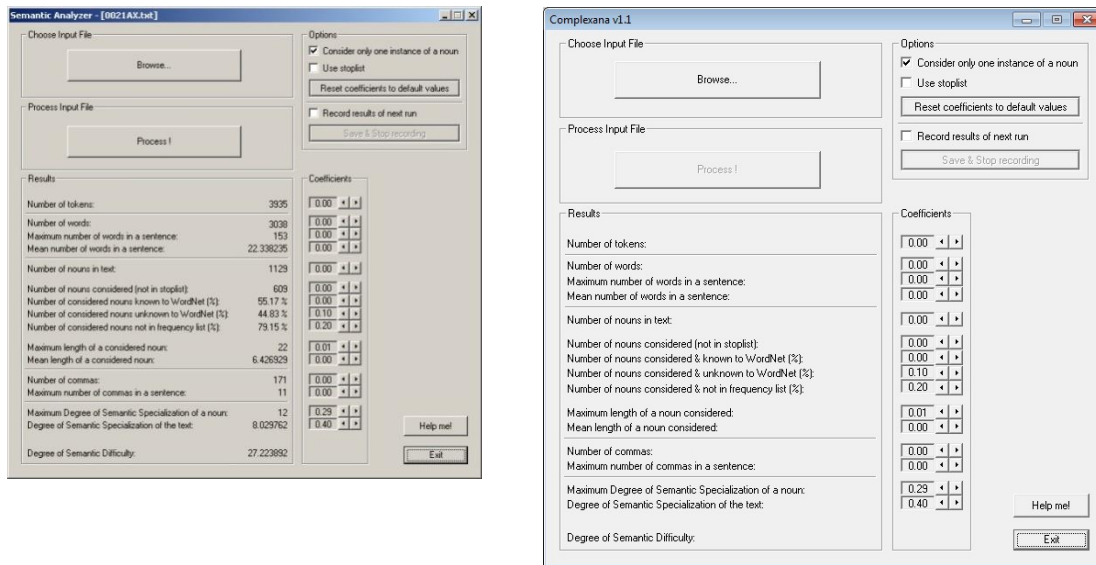 Semantic Analyzer - [0021AX.txt]
Choose Input File
Browse...
Process Input File
Process !
Options
Consider only one instance of a noun
Use stoplist
Reset coefficients to default values
Record results of next run
Save & Stop recording
Results
Coefficients
Number of tokens: 3935 0.00
Number of words: 3038 0.00
Maximum number of words in a sentence: 153 0.00
Mean number of words in a sentence: 22.338235 0.00
Number of nouns in text: 1129 0.00
Number of nouns considered (not in stoplist): 609 0.00
Number of considered nouns known to WordNet (%): 55.17 % 0.00
Number of considered nouns unknown to WordNet (%): 44.83 % 0.10
Number of considered nouns not in frequency list (%): 79.15 % 0.20
Maximum length of a considered noun: 22 0.01
Mean length of a considered noun: 6.426929 0.00
Number of commas: 171 0.00
Maximum number of commas in a sentence: 11 0.00
Maximum Degree of Semantic Specialization of a noun: 12 0.29
Degree of Semantic Specialization of the text: 8.029762 0.40
Help me!
Degree of Semantic Difficulty: 27.223892
Exit
Complexana v1.1
Choose Input File
Browse...
Process Input File
Process !
Options
Consider only one instance of a noun
Use stoplist
Reset coefficients to default values
Record results of next run
Save & Stop recording
Results
Coefficients
Number of tokens: 0.00
Number of words: 0.00
Maximum number of words in a sentence: 0.00
Mean number of words in a sentence: 0.00
Number of nouns in text: 0.00
Number of nouns considered (not in stoplist): 0.00
Number of nouns considered & known to WordNet (%): 0.00
Number of nouns considered & unknown to WordNet (%): 0.10
Number of nouns considered & not in frequency list (%): 0.20
Maximum length of a noun considered: 0.01
Mean length of a noun considered: 0.00
Number of commas: 0.00
Maximum number of commas in a sentence: 0.00
Maximum Degree of Semantic Specialization of a noun: 0.29
Degree of Semantic Specialization of the text: 0.40
Help me!
Degree of Semantic Difficulty:
Exit